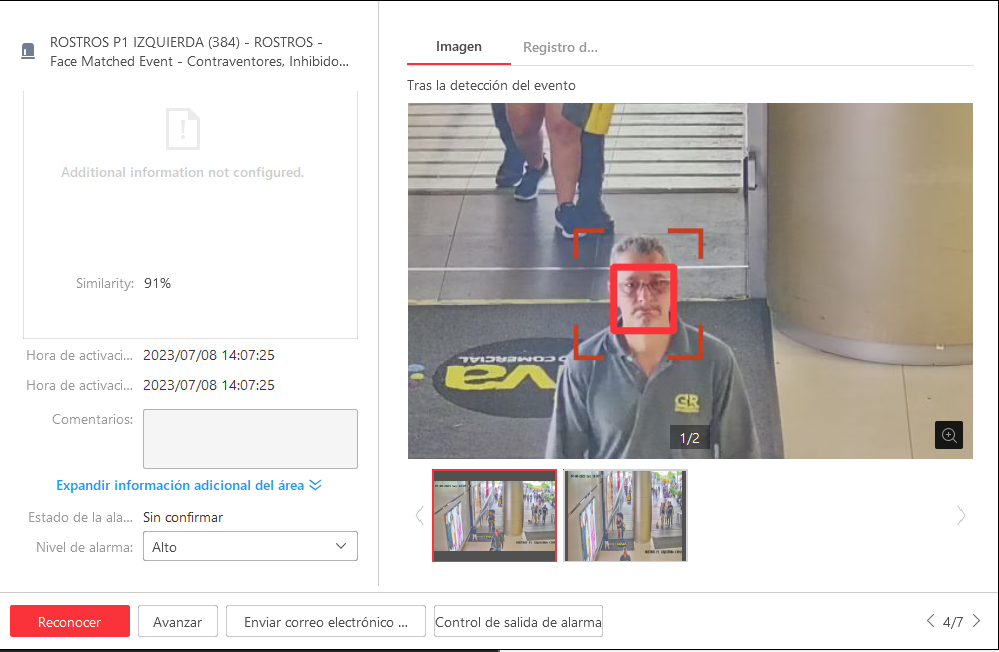 ROSTROS P1 IZQUIERDA (384) - ROSTROS -
Face Matched Event - Contraventores, Inhibido...
Additional information not configured.
Similarity: 91%
Hora de activaci... 2023/07/08 14:07:25
Hora de activaci... 2023/07/08 14:07:25
Comentarios:
Expandir información adicional del área
Estado de la ala... Sin confirmar
Nivel de alarma: Alto
Imagen
Registro d...
Tras la detección del evento
O COMERCIAL
va
GR
1/2
Reconocer
Avanzar
Enviar correo electrónico ...
Control de salida de alarma
4/7